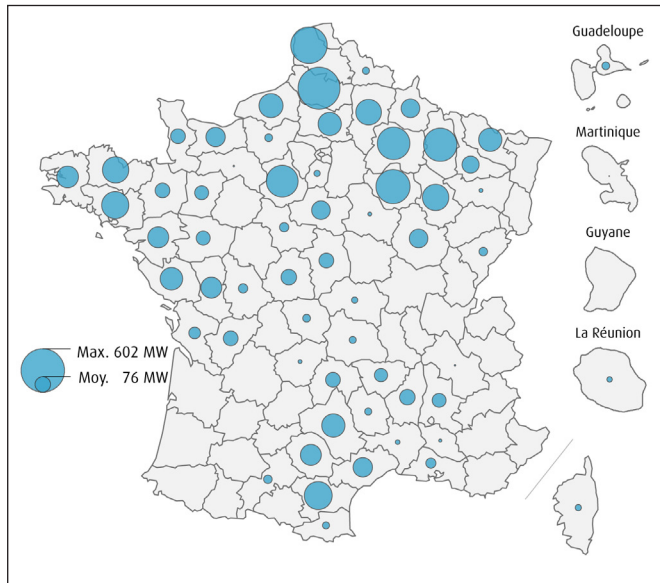 Guadeloupe
Martinique
Guyane
La Réunion
Max. 602 MW
Moy. 76 MW